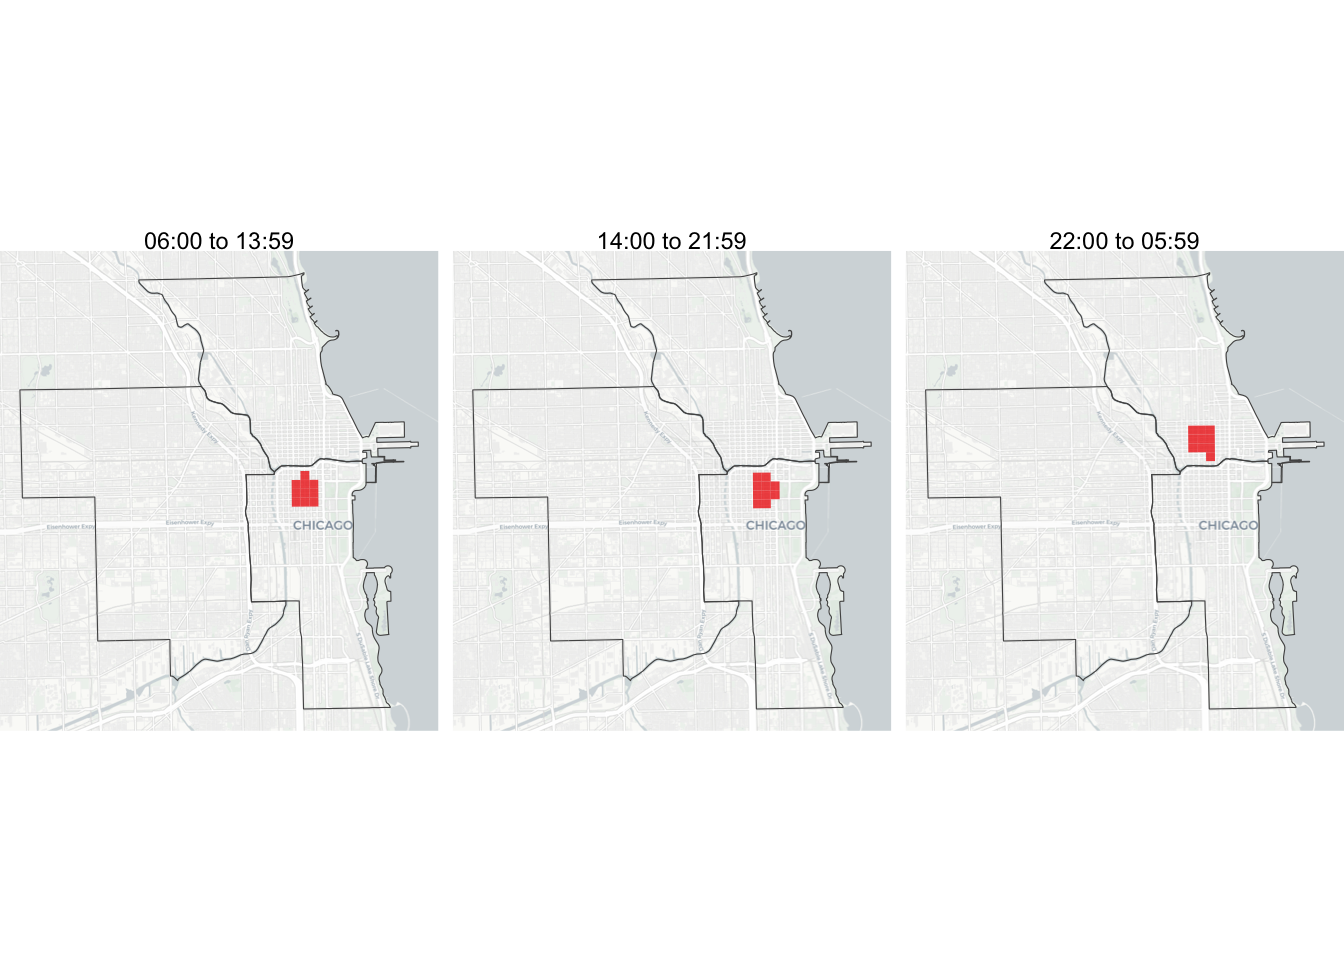 06:00 to 13:59
14:00 to 21:59
22:00 to 05:59
Kennedy Expy
Kennedy Expy
Kennedy Expy
CHICAGO
CHICAGO
CHICAGO
Eisenhower Expy
Eisenhower Expy
Eisenhower Expy
Eisenhower Expy
Eisenhower Expy
Eisenhower Expy
Dan Ryan Expy
Dan Ryan Expy
Dan Ryan Expy
S DuSable Lake Shore Dr
S DuSable Lake Shore Dr
S DuSable Lake Shore Dr